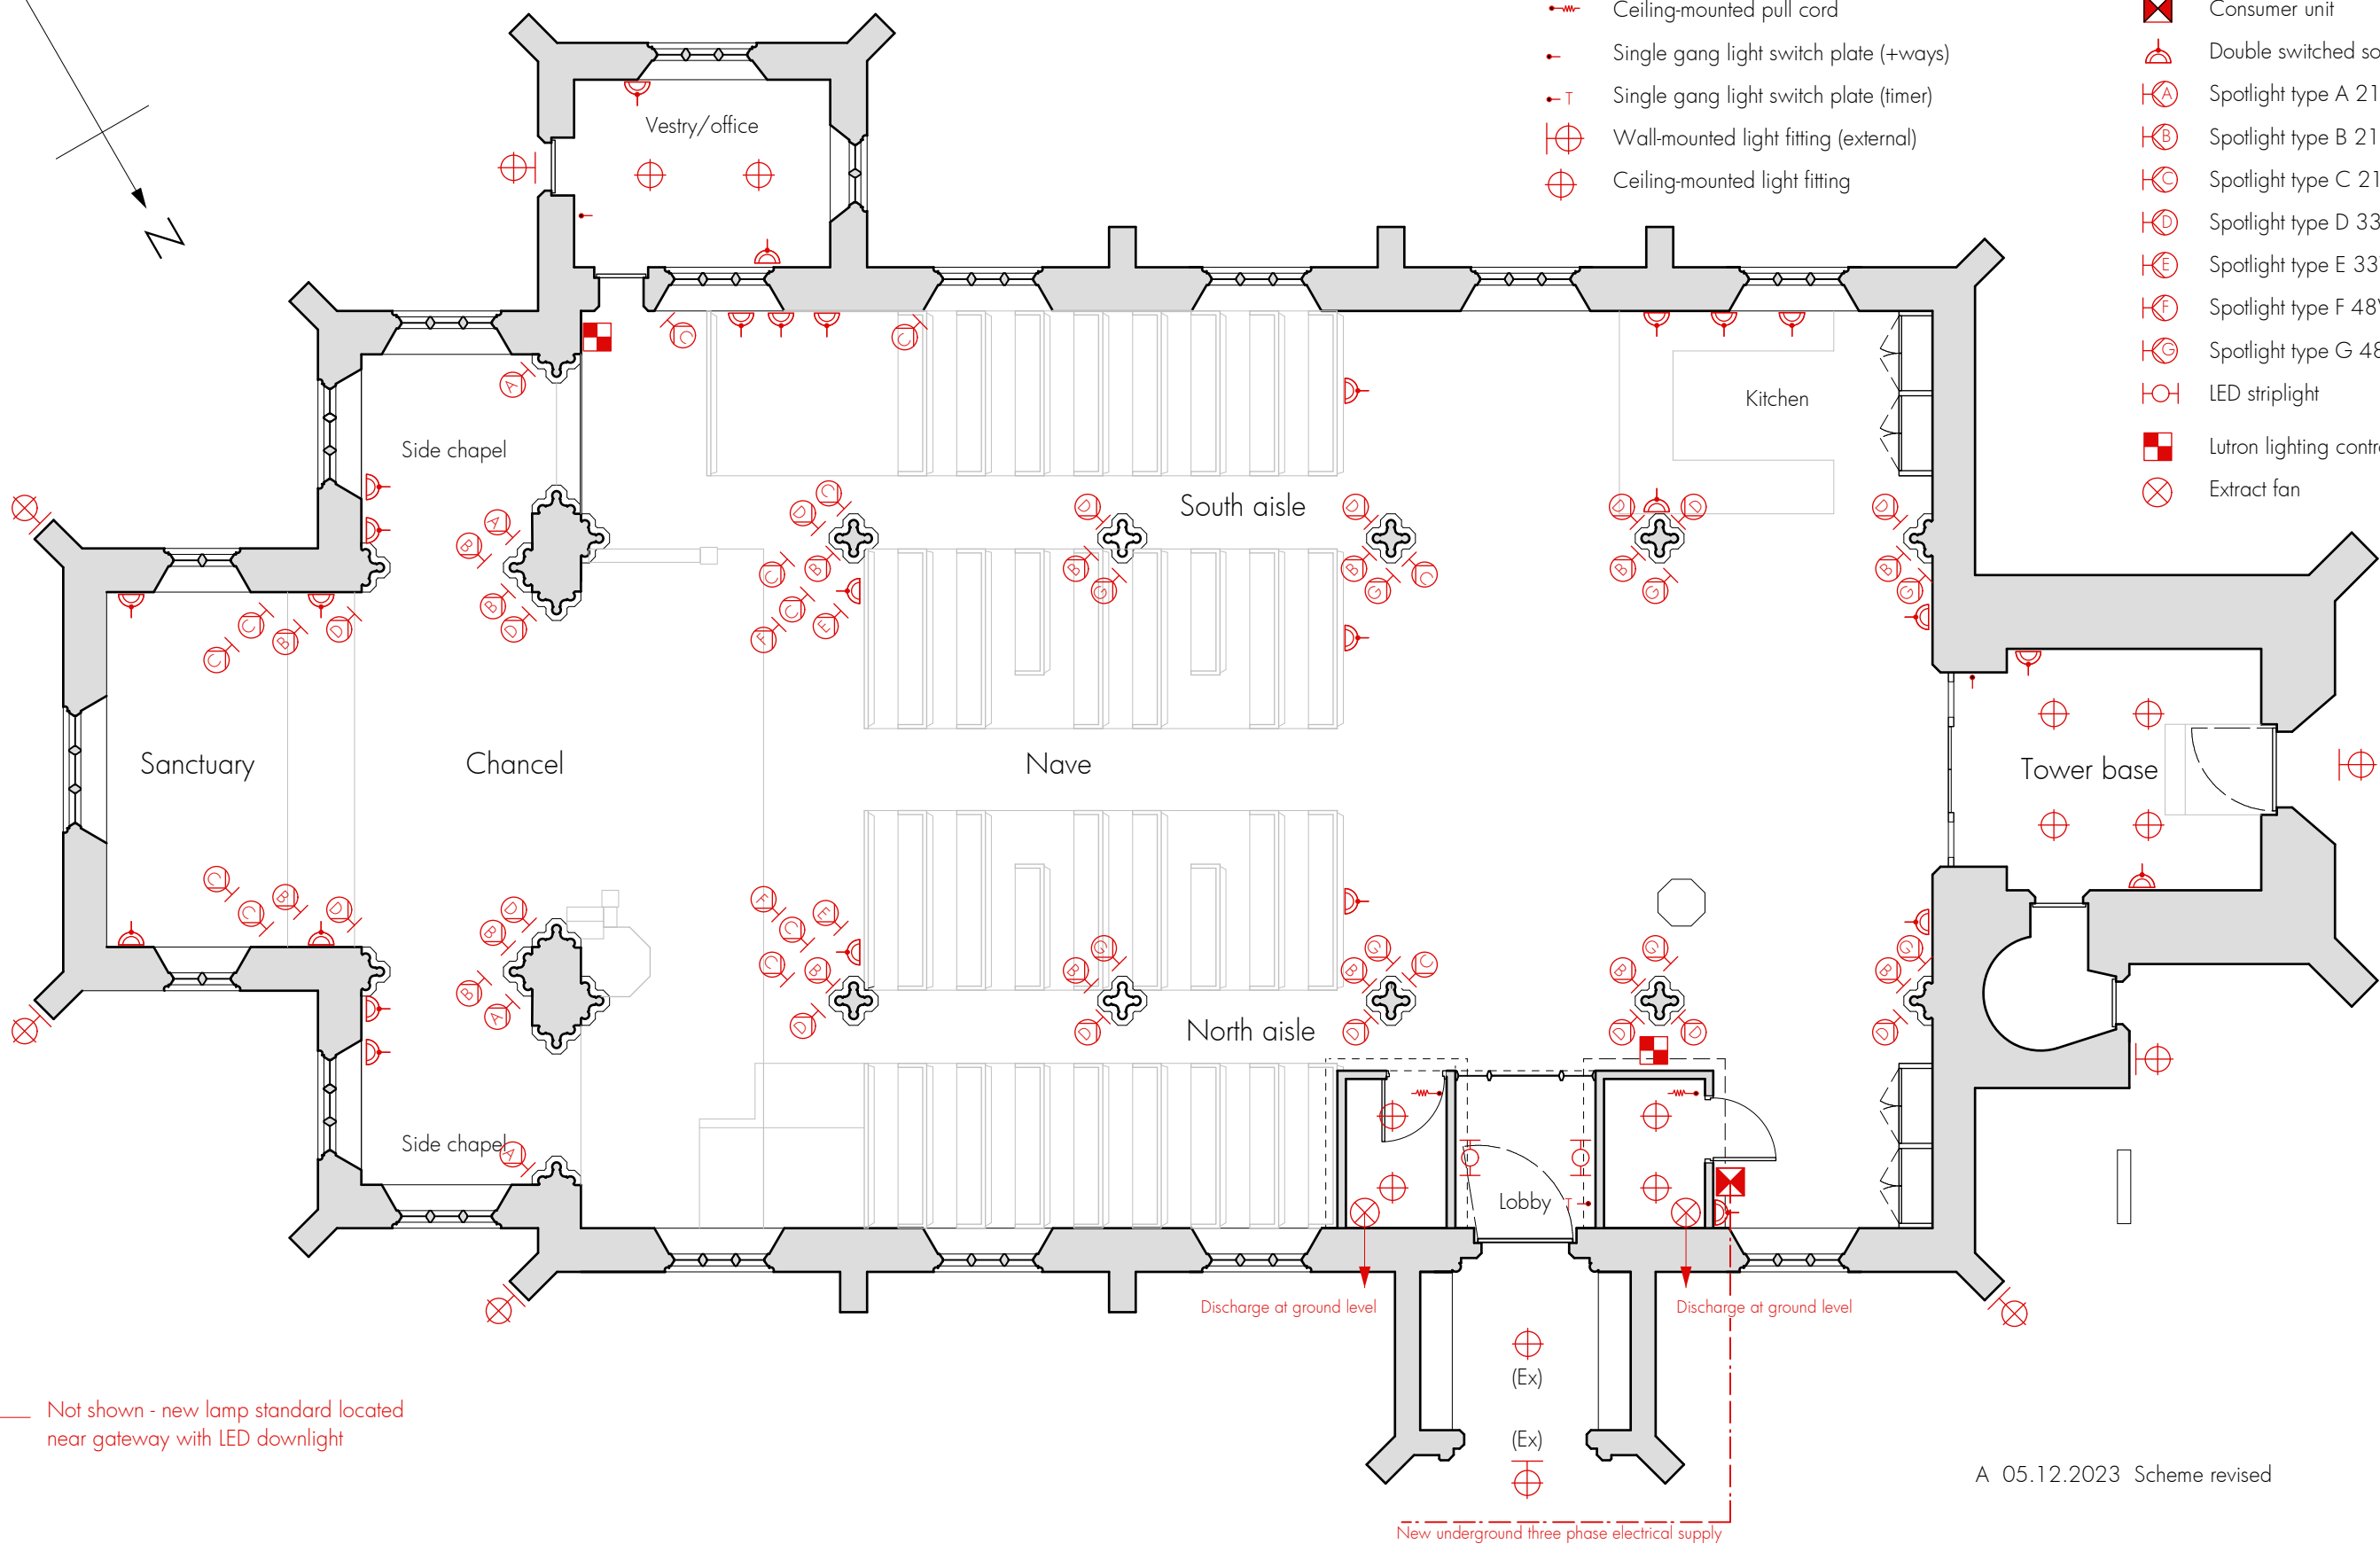 Ceiling-mounted pull cord
Single gang light switch plate (+ways)
T
Single gang light switch plate (timer)
Wall-mounted light fitting (external)
Ceiling-mounted light fitting
Consumer unit
Double switched so
A
Spotlight type A 21
B
Spotlight type B 21
C
Spotlight type C 21
D
Spotlight type D 33
E
Spotlight type E 33
F
Spotlight type F 48
G
Spotlight type G 48
LED striplight
Lutron lighting contr
Extract fan
N
Vestry/office
Side chapel
Kitchen
South aisle
Sanctuary
Chancel
Nave
Tower base
North aisle
Side chapel
Lobby
T
Discharge at ground level
Discharge at ground level
(Ex)
(Ex)
Not shown - new lamp standard located
near gateway with LED downlight
A 05.12.2023 Scheme revised
New underground three phase electrical supply